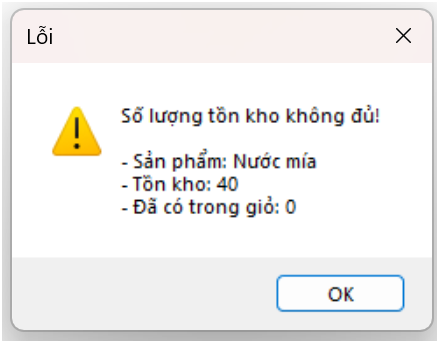 Lỗi
Số lượng tồn kho không đủ!
- Sản phẩm: Nước mía
- Tồn kho: 40
- Đã có trong giỏ: 0
OK